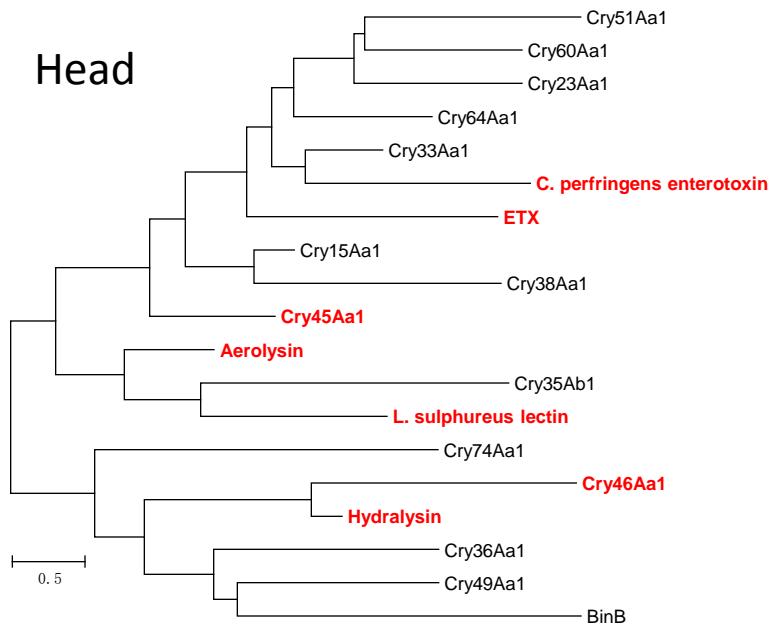 Head
Cry51Aa1
Cry60Aa1
Cry23Aa1
Cry64Aa1
Cry33Aa1
C. perfringens enterotoxin
ETX
Cry15Aa1
Cry38Aa1
Cry45Aa1
Aerolysin
Cry35Ab1
L. sulphureus lectin
Cry74Aa1
Cry46Aa1
Hydralysin
Cry36Aa1
Cry49Aa1
BinB
0.5